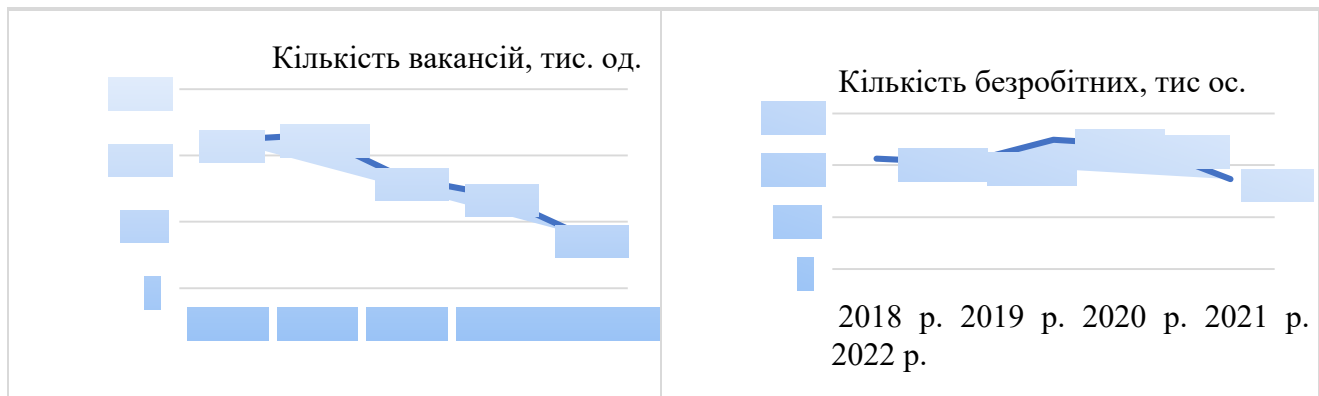 Кількість вакансій, тис. од.
Кількість безробітних, тис ос.
2018 р. 2019 р. 2020 р. 2021 р.
2022 р.